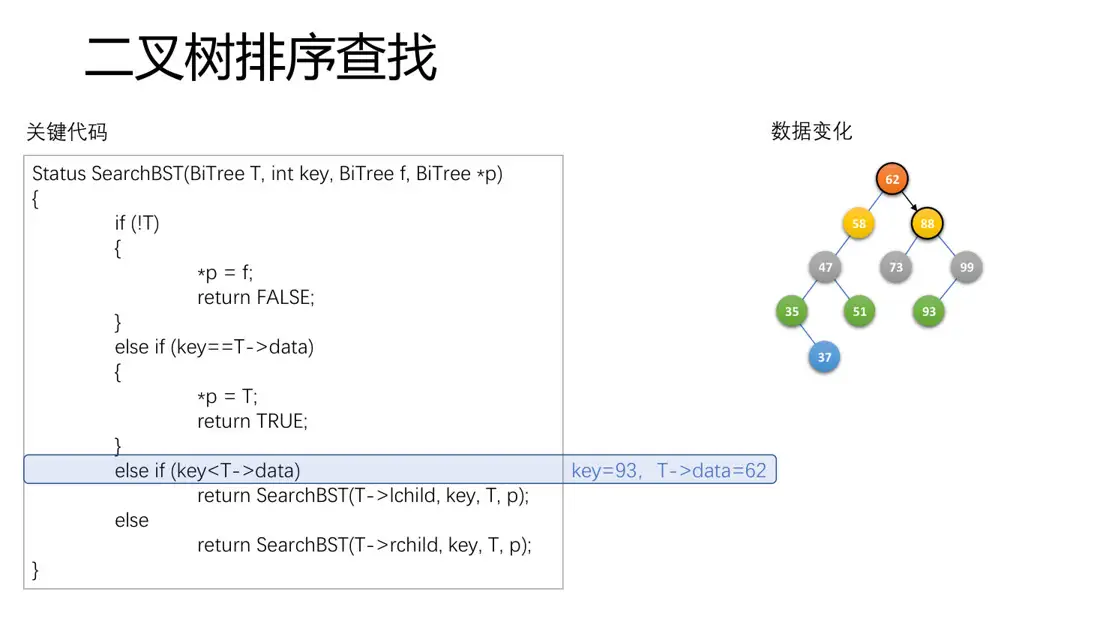 二叉树排序查找
关键代码
Status SearchBST(BiTree T, int key, BiTree f, BiTree *p)
{
if (!T)
{
*p = f;
return FALSE;
}
else if (key==T->data)
{
*p = T;
return TRUE;
}
else if (key<T->data)
key=93，T->data=62
return SearchBST(T->lchild, key, T, p);
else
return SearchBST(T->rchild, key, T, p);
}
数据变化
62
58
88
47
73
99
35
51
93
37